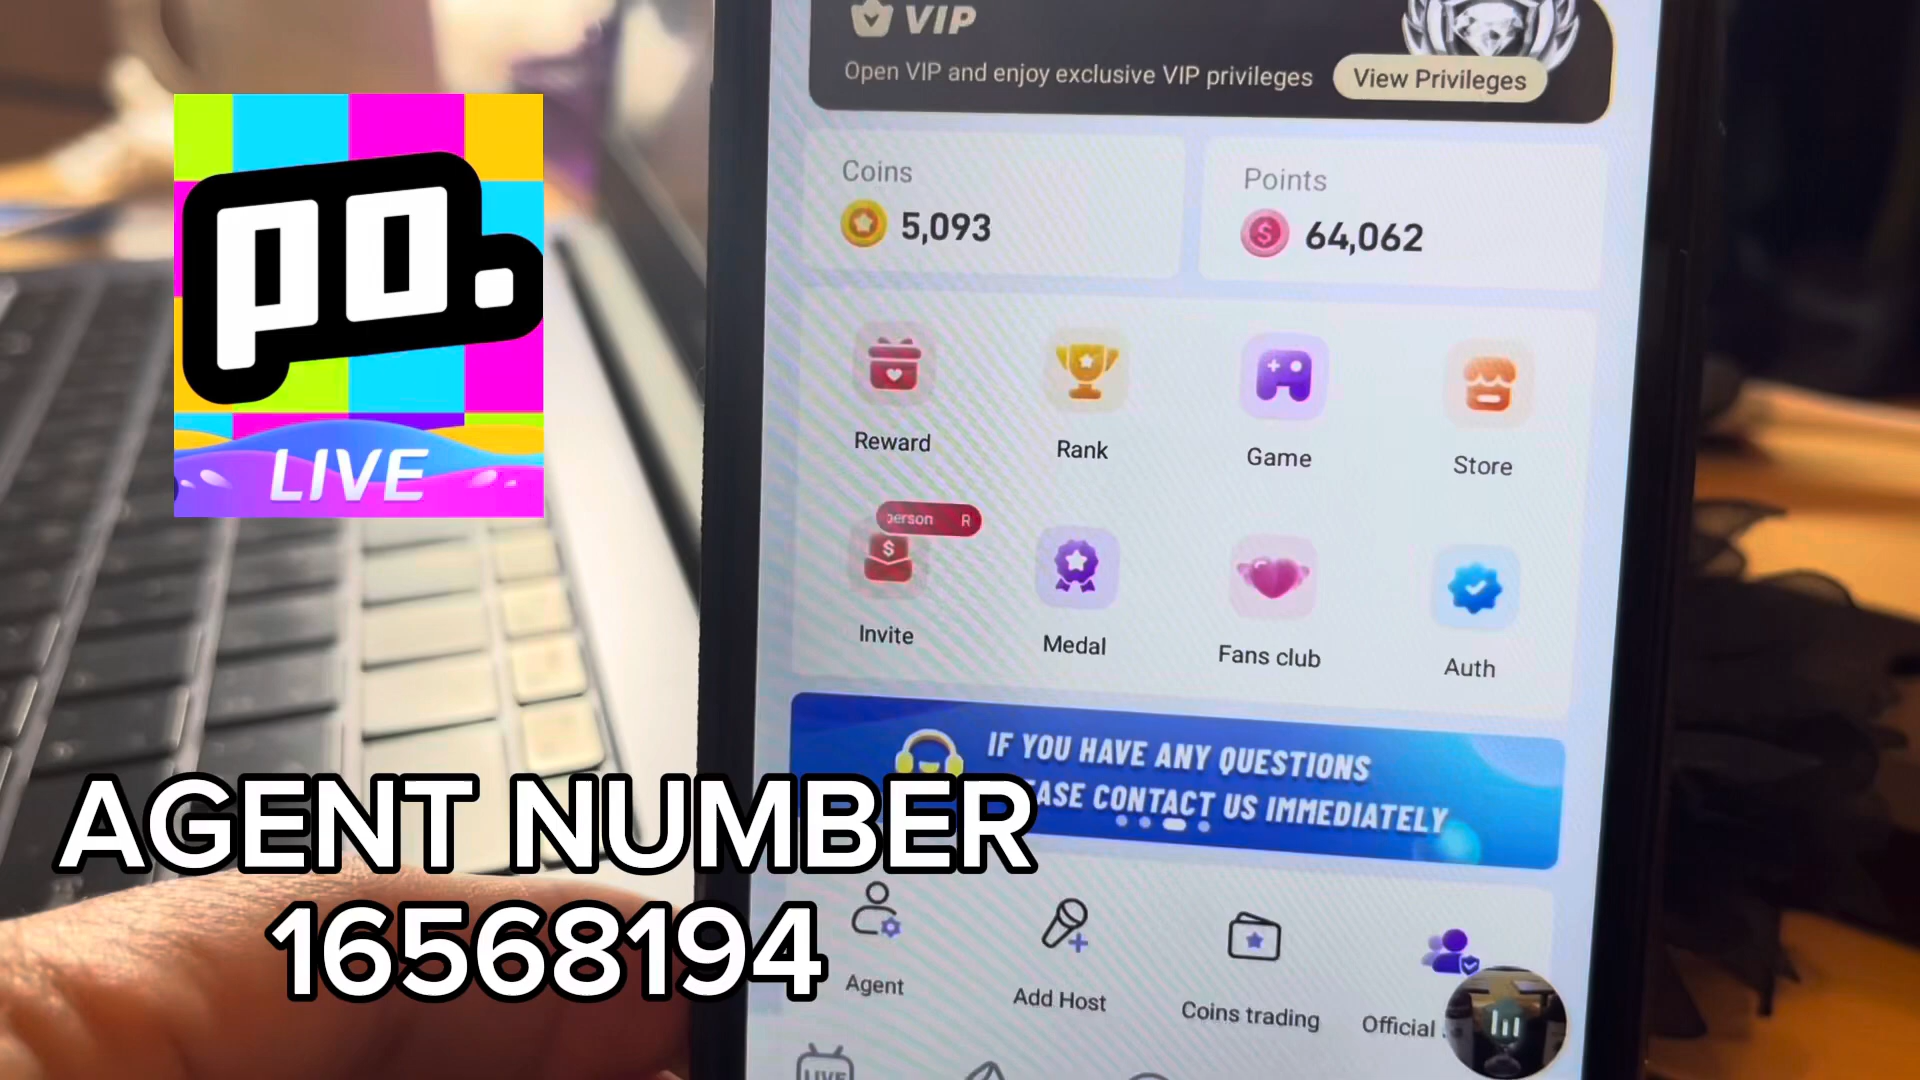 VIP
Open VIP and enjoy exclusive VIP privileges
View Privileges
po.
LIVE
Coins
5,093
Points
64,062
Reward
Rank
Game
Store
person R
Invite
Medal
Fans club
Auth
IF YOU HAVE ANY QUESTIONS
CONTACT US IMMEDIATELY
AGENT NUMBER
16568194
Agent
Add Host
Coins trading
Official
LIVE